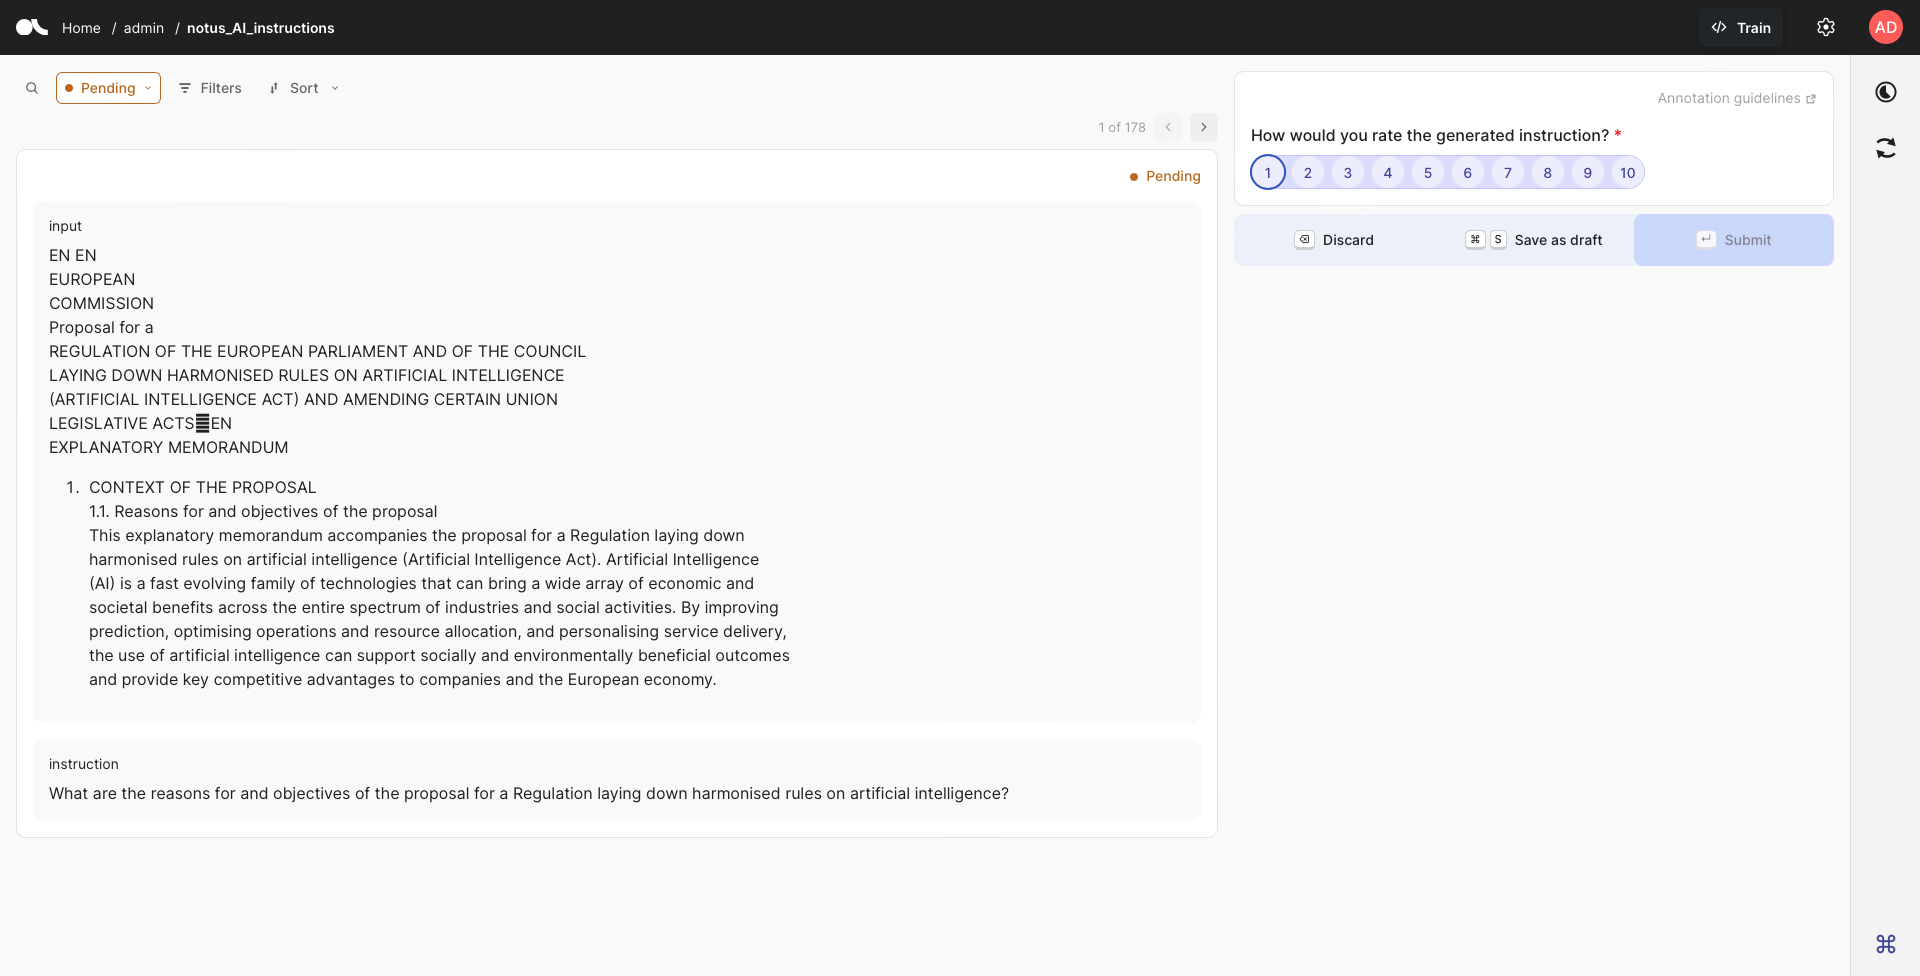 Home / admin / notus_AI_instructions
Train
AD
Pending
Filters
Sort
1 of 178
Pending
input
EN EN
EUROPEAN
COMMISSION
Proposal for a
REGULATION OF THE EUROPEAN PARLIAMENT AND OF THE COUNCIL
LAYING DOWN HARMONISED RULES ON ARTIFICIAL INTELLIGENCE
(ARTIFICIAL INTELLIGENCE ACT) AND AMENDING CERTAIN UNION
LEGISLATIVE ACTS EN
EXPLANATORY MEMORANDUM
1. CONTEXT OF THE PROPOSAL
1.1. Reasons for and objectives of the proposal
This explanatory memorandum accompanies the proposal for a Regulation laying down
harmonised rules on artificial intelligence (Artificial Intelligence Act). Artificial Intelligence
(AI) is a fast evolving family of technologies that can bring a wide array of economic and
societal benefits across the entire spectrum of industries and social activities. By improving
prediction, optimising operations and resource allocation, and personalising service delivery,
the use of artificial intelligence can support socially and environmentally beneficial outcomes
and provide key competitive advantages to companies and the European economy.
instruction
What are the reasons for and objectives of the proposal for a Regulation laying down harmonised rules on artificial intelligence?
Annotation guidelines
How would you rate the generated instruction? *
1 2 3 4 5 6 7 8 9 10
Discard
⌘ S Save as draft
Submit